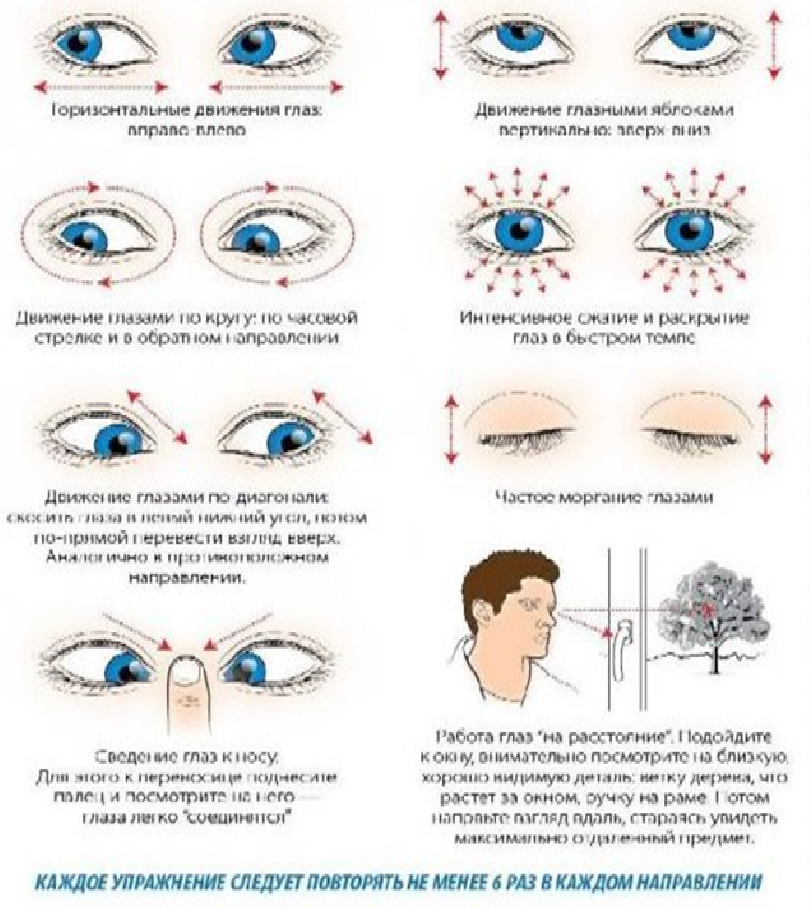 Горизонтальные движения глаз:
вправо-влево
Движение глазными яблоками
вертикально: вверх-вниз
Движение глазами по кругу: по часовой
стрелке и в обратном направлении
Интенсивное сжатие и раскрытие
глаз в быстром темпе
Движение глазами по диагонали:
скосить глаза в левый нижний угол, потом
по-прямой перевести взгляд вверх.
Аналогично в противоположном
направлении.
Частое моргание глазами
Сведение глаз к носу.
Для этого к переносице поднесите
палец и посмотрите на него —
глаза легко "соединятся"
Работа глаз "на расстояние". Подойдите
к окну, внимательно посмотрите на близкую,
хорошо видимую деталь: ветку дерева, что
растет за окном, ручку на раме. Потом
напрвьте взгляд вдаль, стараясь увидеть
максимально отдаленный предмет.
КАЖДОЕ УПРАЖНЕНИЕ СЛЕДУЕТ ПОВТОРЯТЬ НЕ МЕНЕЕ 6 РАЗ В КАЖДОМ НАПРАВЛЕНИИ